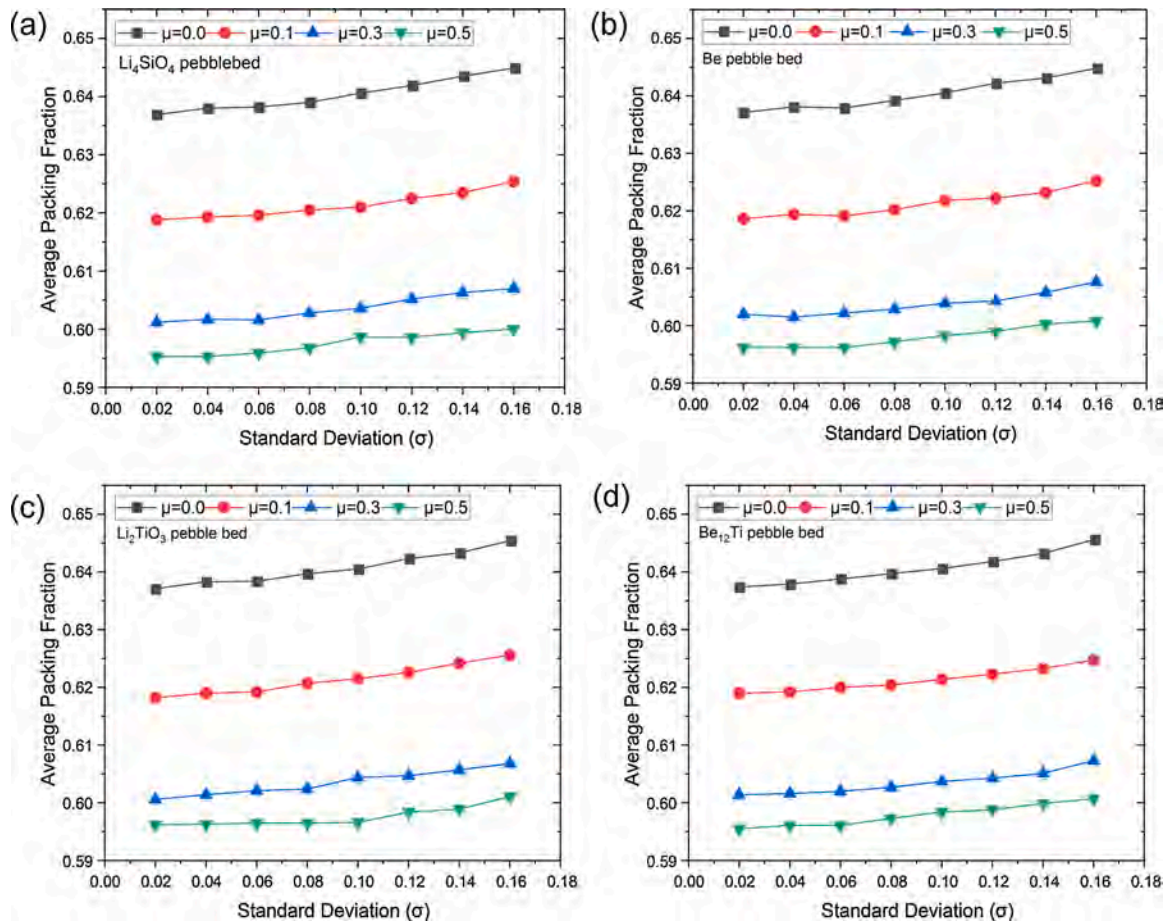 (a)
μ=0.0 μ=0.1 μ=0.3 μ=0.5
Li₄SiO₄ pebblebed
Average Packing Fraction
0.65
0.64
0.63
0.62
0.61
0.60
0.59
0.00 0.02 0.04 0.06 0.08 0.10 0.12 0.14 0.16 0.18
Standard Deviation (σ)
(b)
μ=0.0 μ=0.1 μ=0.3 μ=0.5
Be pebble bed
Average Packing Fraction
0.65
0.64
0.63
0.62
0.61
0.60
0.59
0.00 0.02 0.04 0.06 0.08 0.10 0.12 0.14 0.16 0.18
Standard Deviation (σ)
(c)
μ=0.0 μ=0.1 μ=0.3 μ=0.5
Li₂TiO₃ pebble bed
Average Packing Fraction
0.65
0.64
0.63
0.62
0.61
0.60
0.59
0.00 0.02 0.04 0.06 0.08 0.10 0.12 0.14 0.16 0.18
Standard Deviation (σ)
(d)
μ=0.0 μ=0.1 μ=0.3 μ=0.5
Be₁₂Ti pebble bed
Average Packing Fraction
0.65
0.64
0.63
0.62
0.61
0.60
0.59
0.00 0.02 0.04 0.06 0.08 0.10 0.12 0.14 0.16 0.18
Standard Deviation (σ)